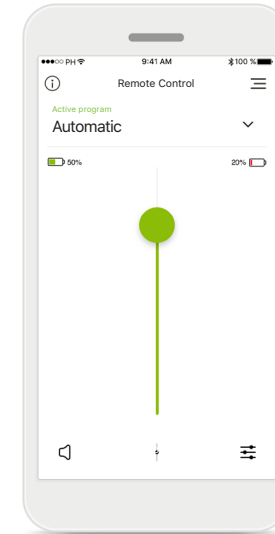 PH 9:41 AM 100 %
Remote Control
Active program
Automatic
50% 20%